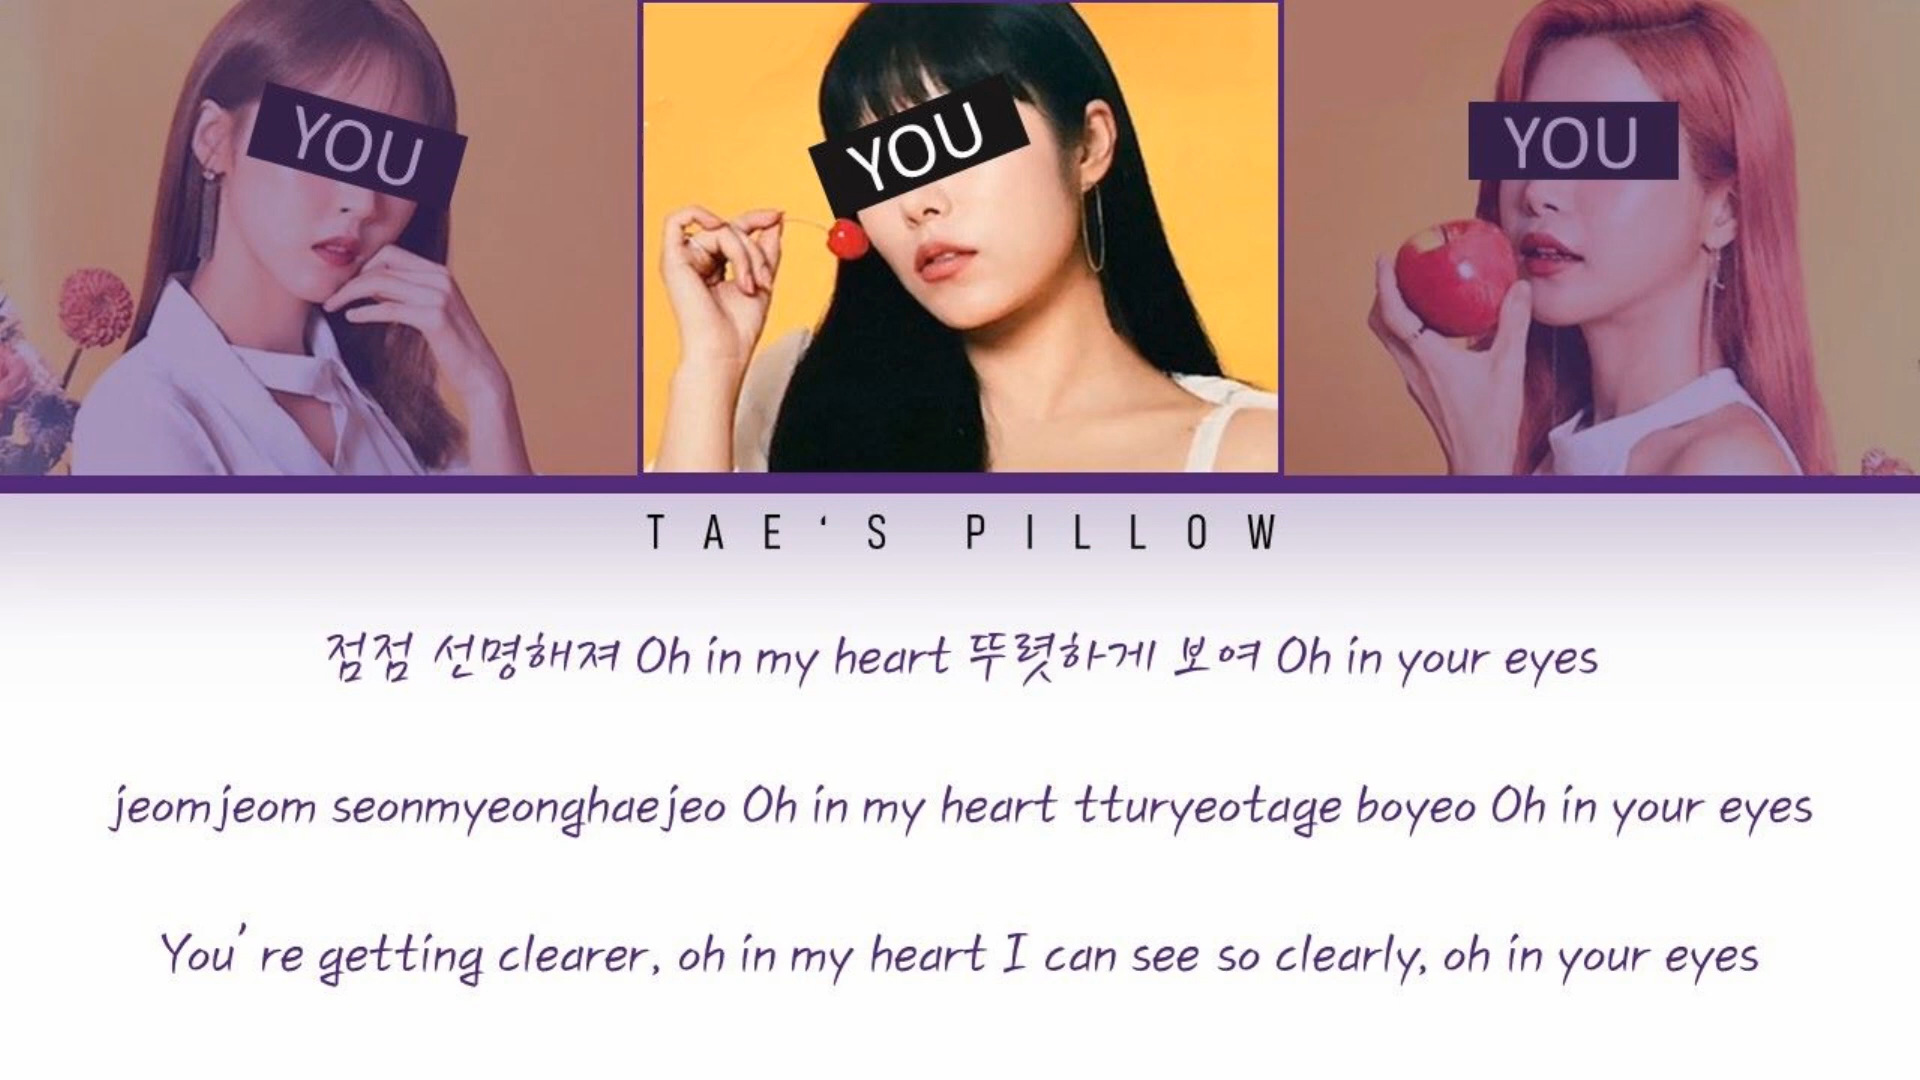 YOU
YOU
YOU
TAE‘S PILLOW
점점 선명해져 Oh in my heart 뚜렷하게 보여 Oh in your eyes
jeomjeom seonmyeonghaejeo Oh in my heart tturyeotage boyeo Oh in your eyes
You’ re getting clearer, oh in my heart I can see so clearly, oh in your eyes